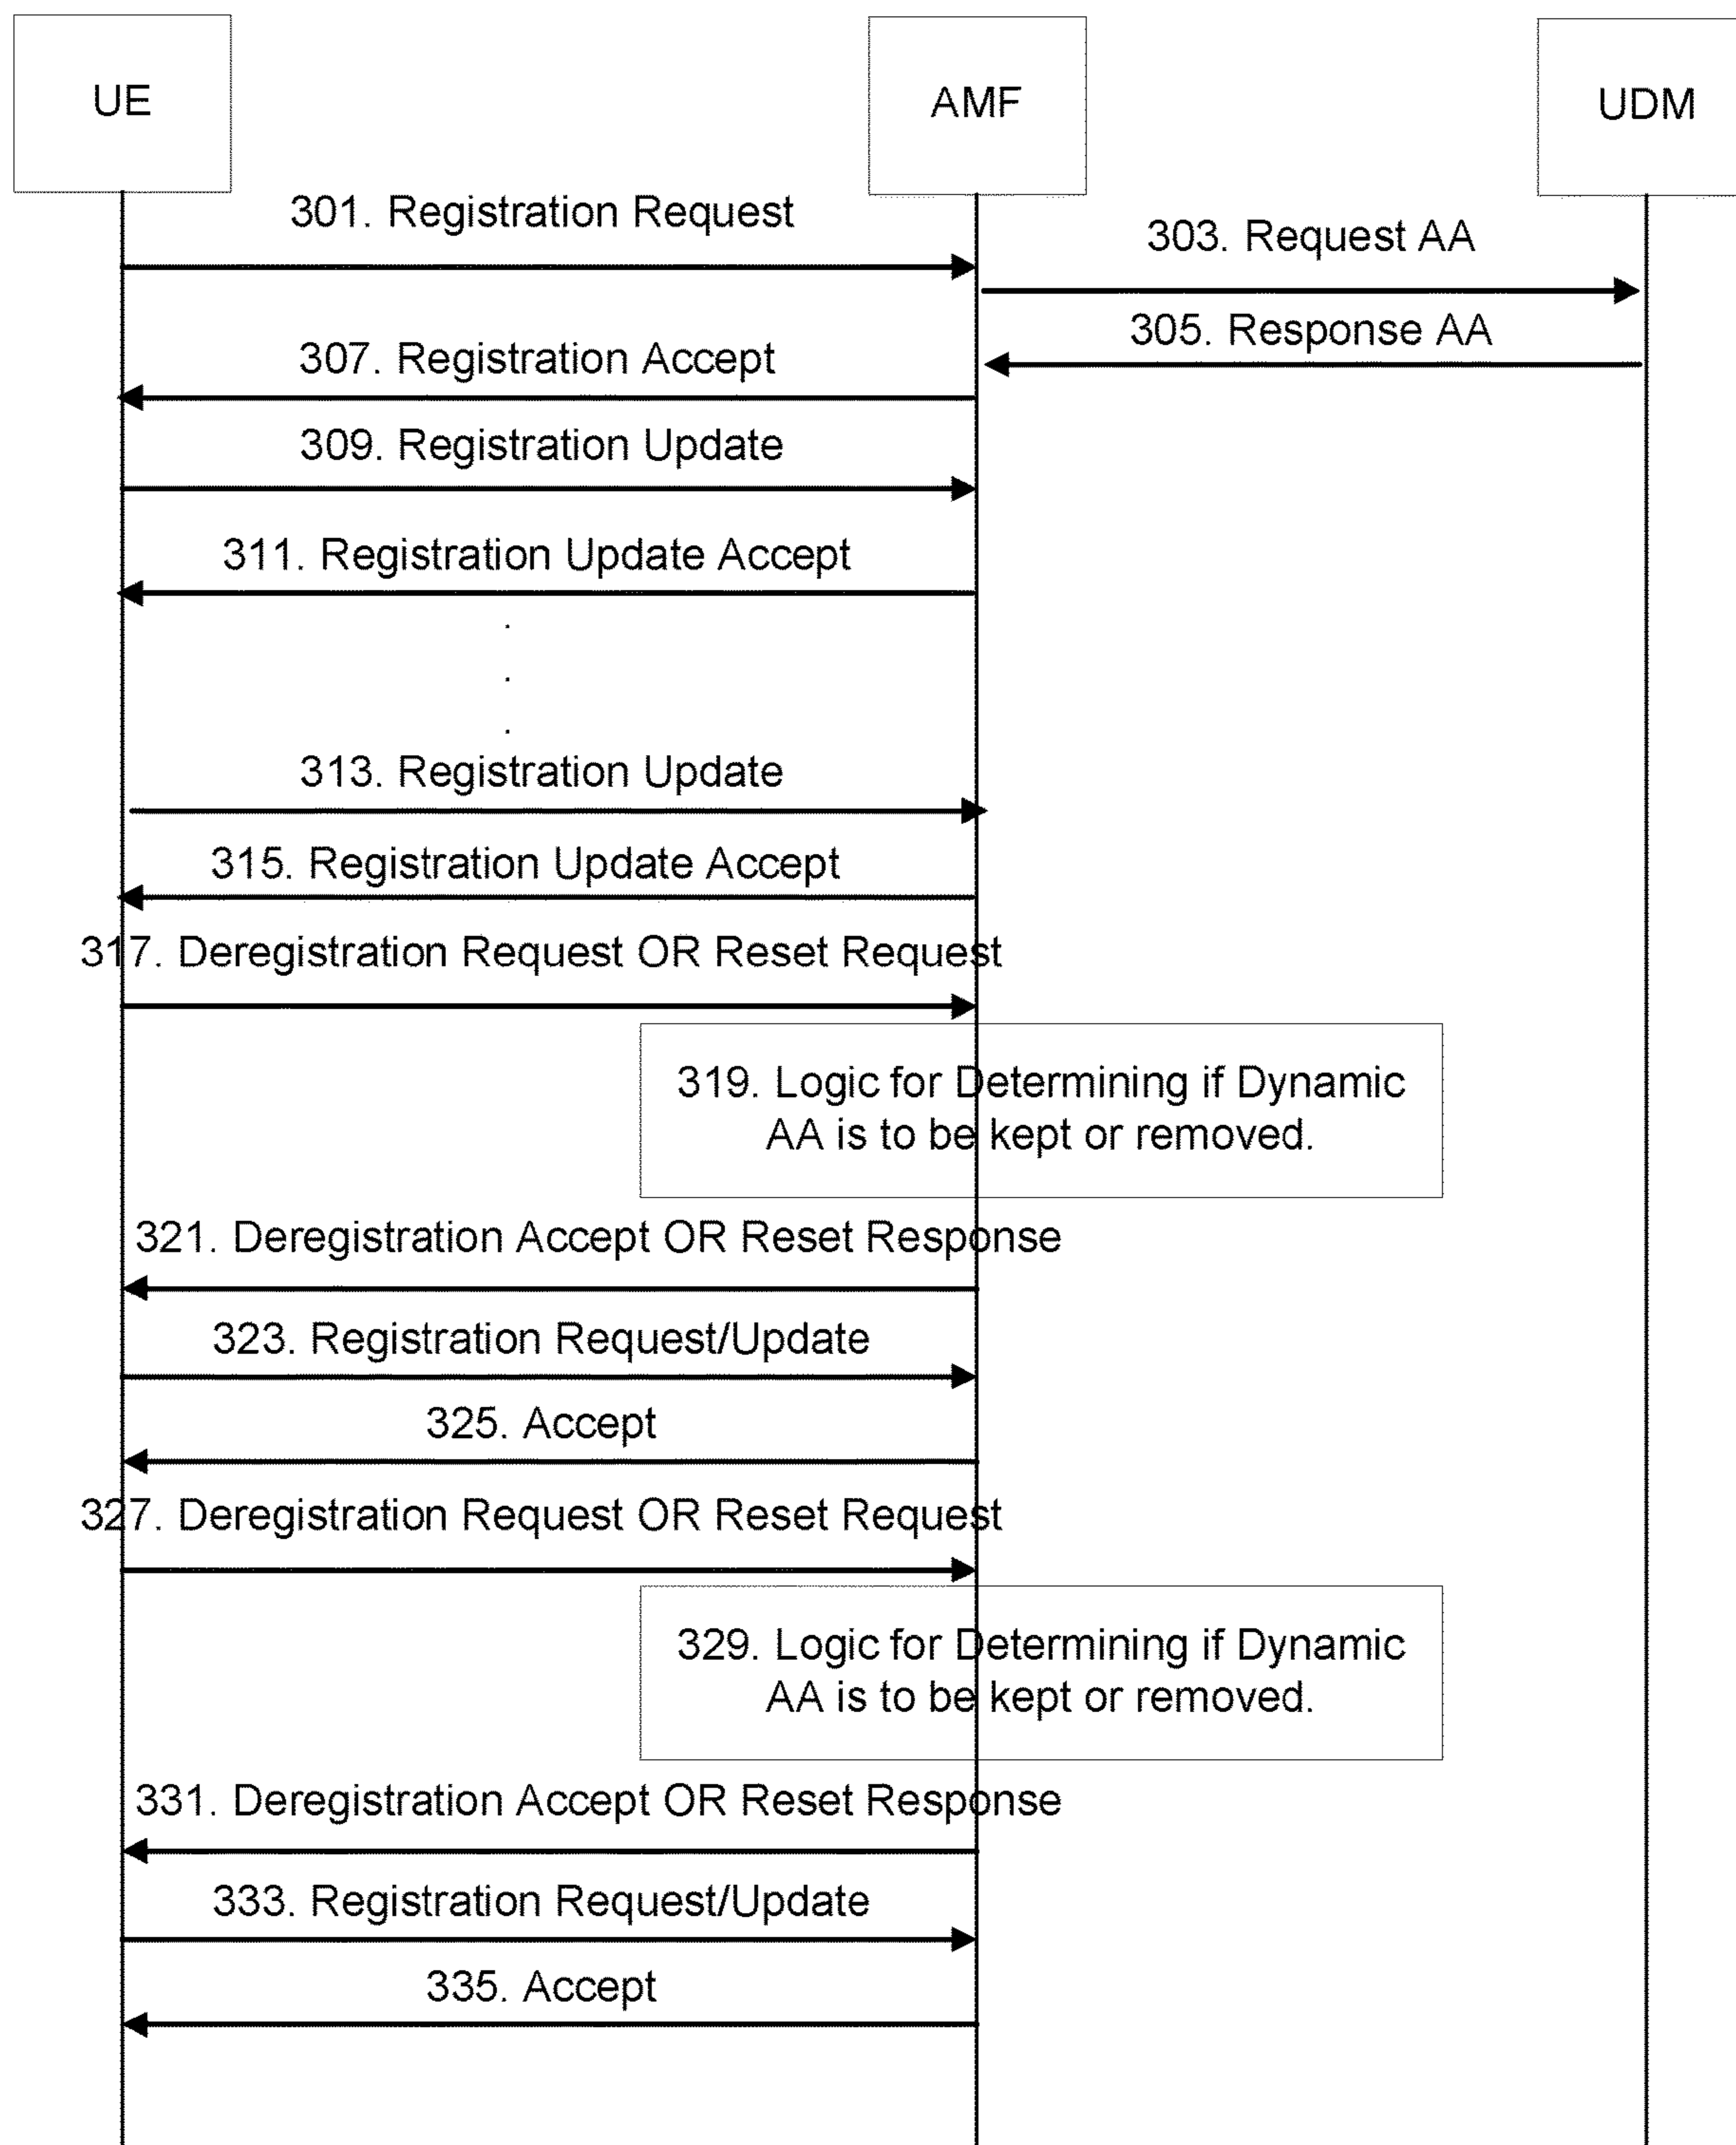 UE
AMF
UDM
301. Registration Request
303. Request AA
305. Response AA
307. Registration Accept
309. Registration Update
311. Registration Update Accept
.
.
.
313. Registration Update
315. Registration Update Accept
317. Deregistration Request OR Reset Request
319. Logic for Determining if Dynamic
AA is to be kept or removed.
321. Deregistration Accept OR Reset Response
323. Registration Request/Update
325. Accept
327. Deregistration Request OR Reset Request
329. Logic for Determining if Dynamic
AA is to be kept or removed.
331. Deregistration Accept OR Reset Response
333. Registration Request/Update
335. Accept